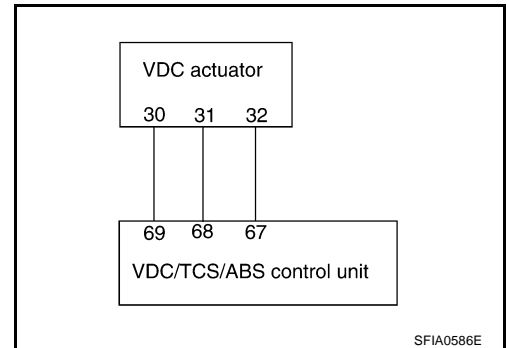 VDC actuator
30 31 32
69 68 67
VDC/TCS/ABS control unit
SFIA0586E